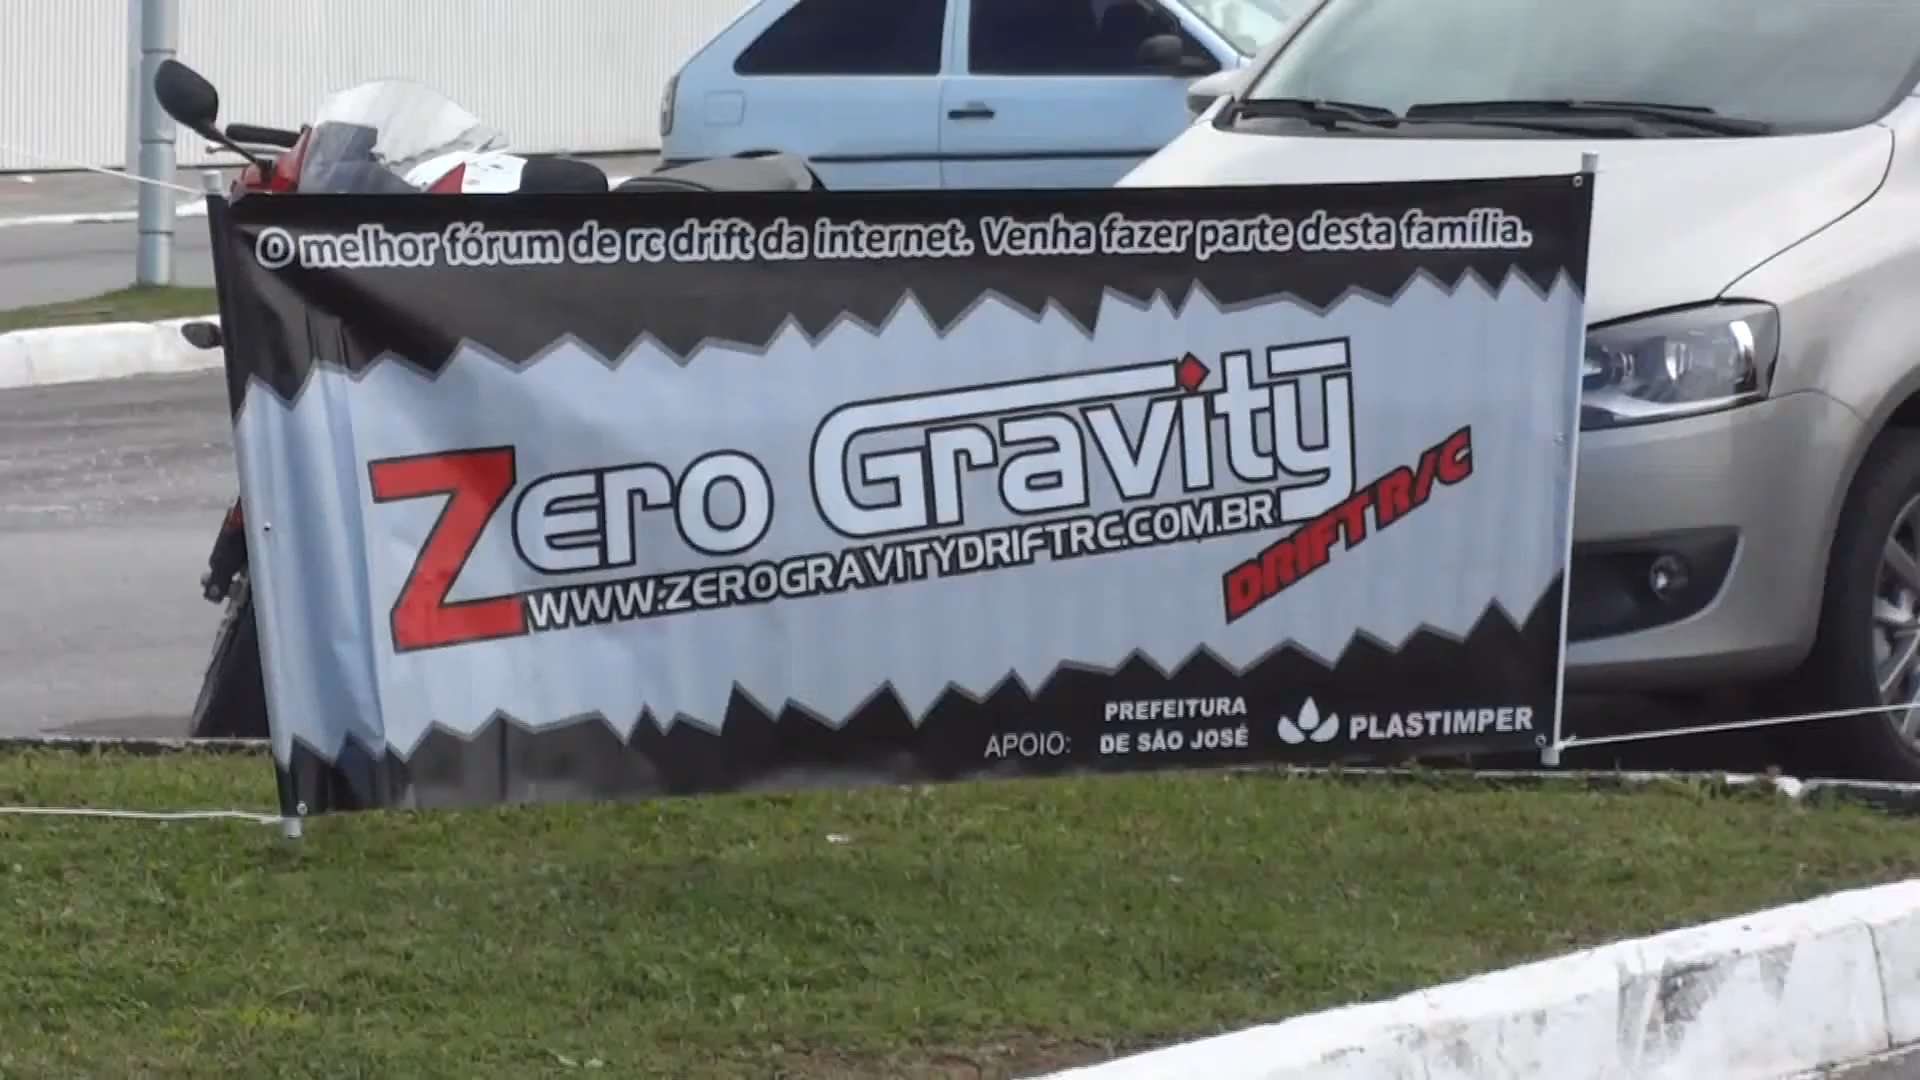 O melhor fórum de rc drift da internet. Venha fazer parte desta família.
Zero Gravity
WWW.ZEROGRAVITYDRIFTRC.COM.BR
DRIFT R/C
APOIO:
PREFEITURA
DE SÃO JOSÉ
PLASTIMPER